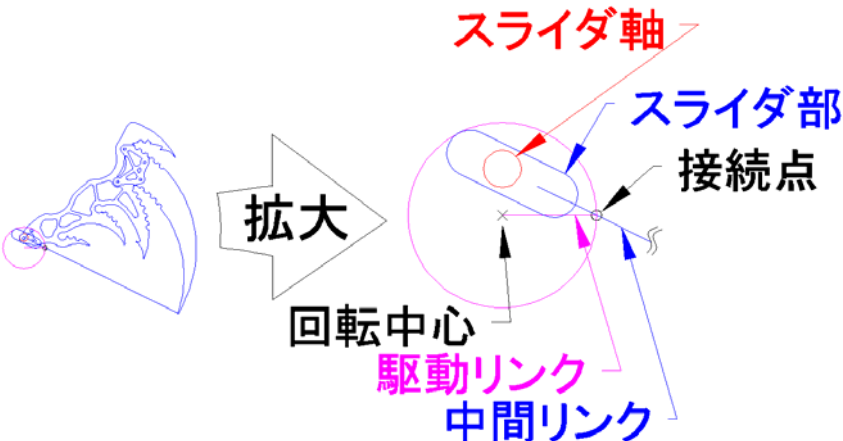 スライダ軸
スライダ部
接続点
拡大
回転中心
駆動リンク
中間リンク